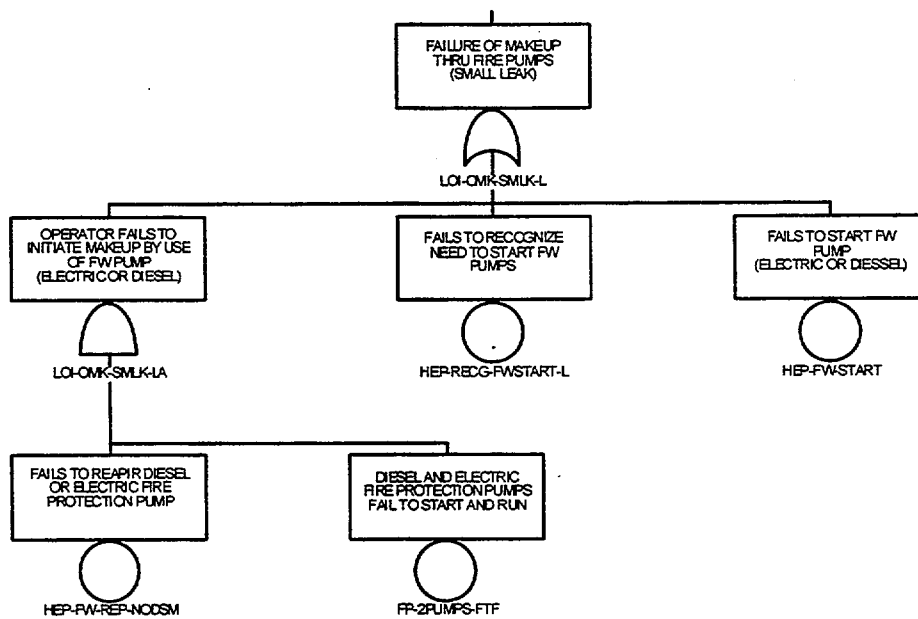 FAILURE OF MAKEUP
THRU FIRE PUMPS
(SMALL LEAK)
LOI-OMK-SMLK-L
OPERATOR FAILS TO
INITIATE MAKEUP BY USE
OF FW PUMP
(ELECTRIC OR DIESEL)
LOI-OMK-SMLK-LA
FAILS TO RECOGNIZE
NEED TO START FW
PUMPS
HEP-RECG-FWSTART-L
FAILS TO START FW
PUMP
(ELECTRIC OR DIESSEL)
HEP-FW-START
FAILS TO REAPIR DIESEL
OR ELECTRIC FIRE
PROTECTION PUMP
HEP-FW-REP-NODSM
DIESEL AND ELECTRIC
FIRE PROTECTION PUMPS
FAIL TO START AND RUN
FP-2PUMPS-FTF